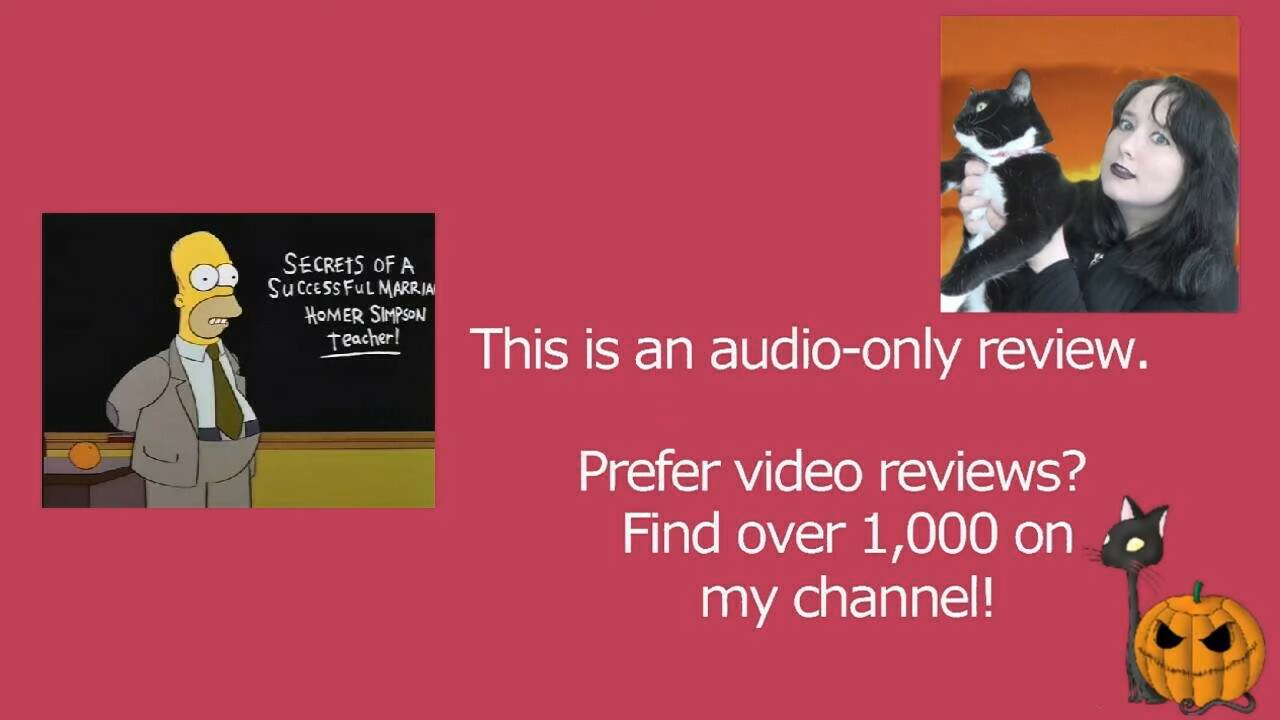 SECRETS OF A
SUCCESSFUL MARRIA
HOMER SIMPSON
teacher!
This is an audio-only review.
Prefer video reviews?
Find over 1,000 on
my channel!